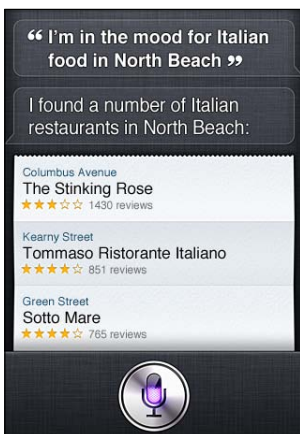 “ I’m in the mood for Italian
food in North Beach ”
I found a number of Italian
restaurants in North Beach:
Columbus Avenue
The Stinking Rose
1430 reviews
Kearny Street
Tommaso Ristorante Italiano
851 reviews
Green Street
Sotto Mare
765 reviews